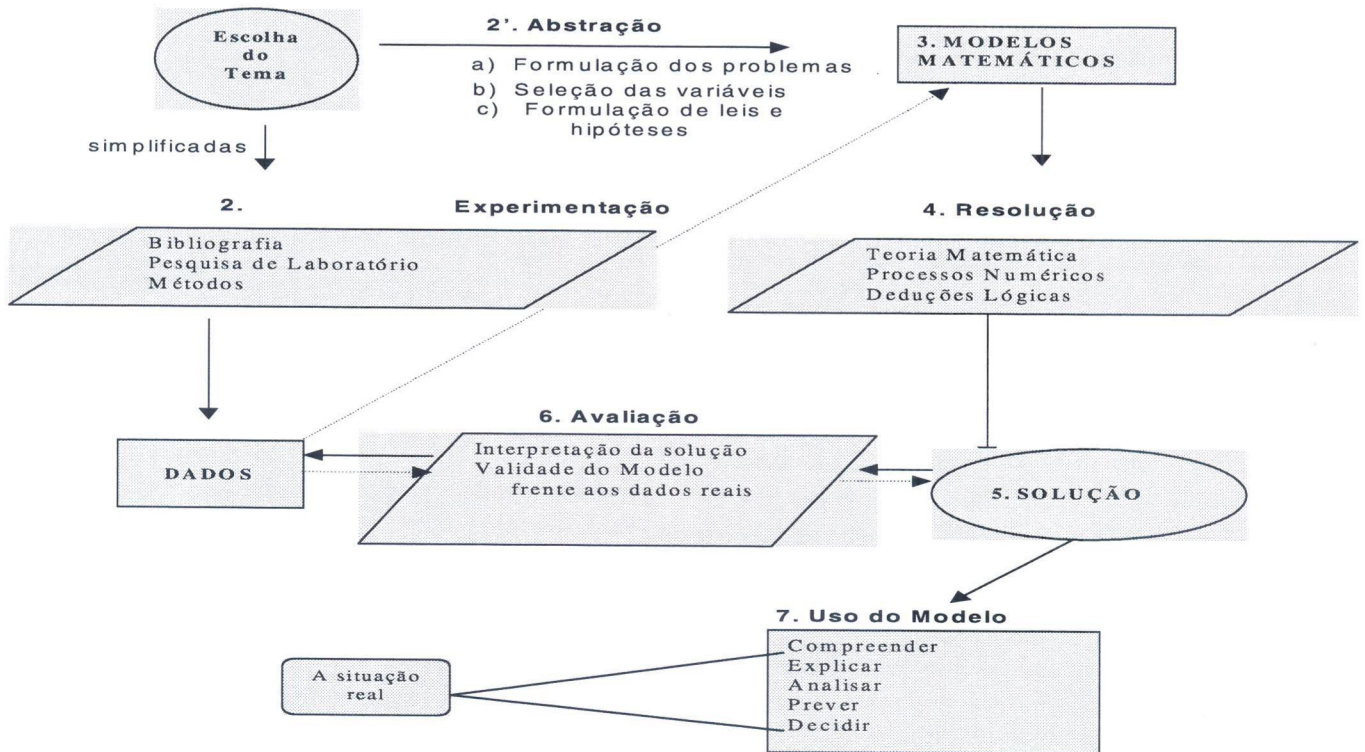 Escolha
do
Tema
2'. Abstração
a) Formulação dos problemas
b) Seleção das variáveis
c) Formulação de leis e
hipóteses
3. MODELOS
MATEMÁTICOS
simplificadas
2. Experimentação
Bibliografia
Pesquisa de Laboratório
Métodos
4. Resolução
Teoria Matemática
Processos Numéricos
Deduções Lógicas
DADOS
6. Avaliação
Interpretação da solução
Validade do Modelo
frente aos dados reais
5. SOLUÇÃO
7. Uso do Modelo
Compreender
Explicar
Analisar
Prever
Decidir
A situação
real